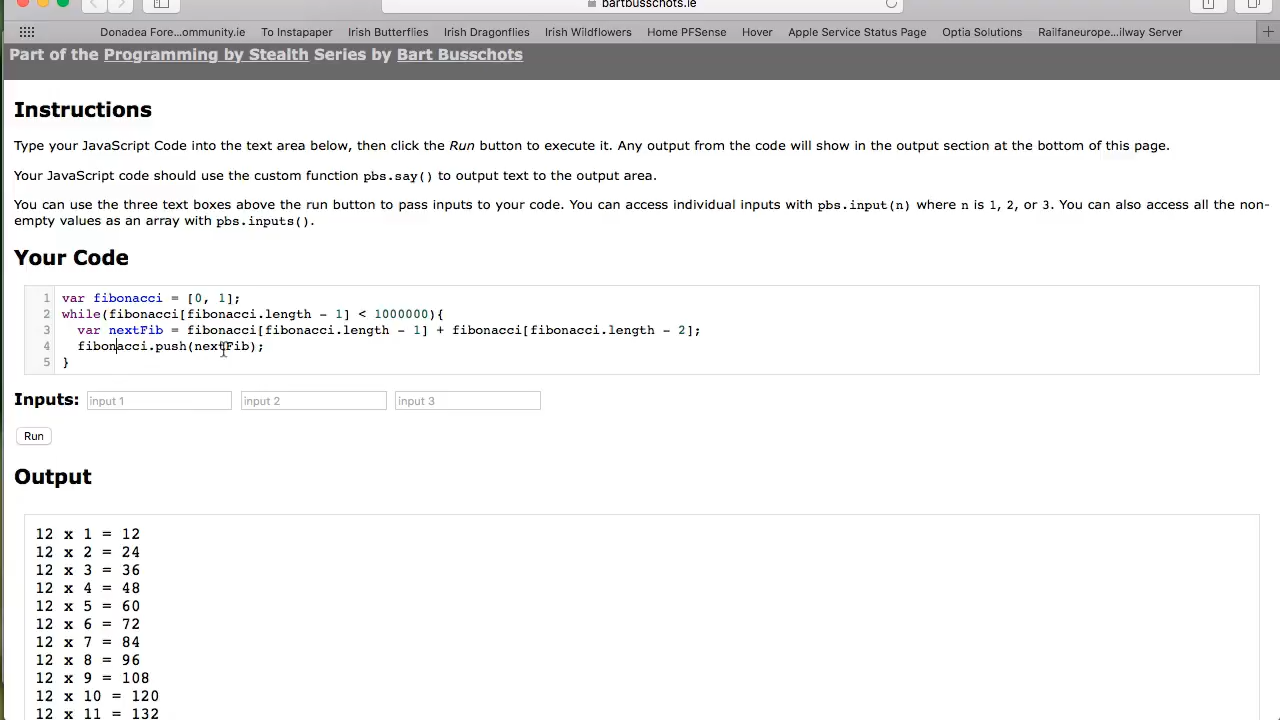 bartbusschots.ie
Donadea Fore...ommunity.ie To Instapaper Irish Butterflies Irish Dragonflies Irish Wildflowers Home PFSense Hover Apple Service Status Page Optia Solutions Railfaneurope...ilway Server
Part of the Programming by Stealth Series by Bart Busschots
Instructions
Type your JavaScript Code into the text area below, then click the Run button to execute it. Any output from the code will show in the output section at the bottom of this page.
Your JavaScript code should use the custom function pbs.say() to output text to the output area.
You can use the three text boxes above the run button to pass inputs to your code. You can access individual inputs with pbs.input(n) where n is 1, 2, or 3. You can also access all the non-
empty values as an array with pbs.inputs().
Your Code
1 var fibonacci = [0, 1];
2 while(fibonacci[fibonacci.length - 1] < 1000000){
3 var nextFib = fibonacci[fibonacci.length - 1] + fibonacci[fibonacci.length - 2];
4 fibonacci.push(nextFib);
5 }
Inputs: input 1 input 2 input 3
Run
Output
12 x 1 = 12
12 x 2 = 24
12 x 3 = 36
12 x 4 = 48
12 x 5 = 60
12 x 6 = 72
12 x 7 = 84
12 x 8 = 96
12 x 9 = 108
12 x 10 = 120
12 x 11 = 132